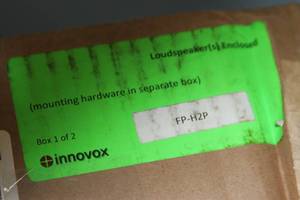 Loudspeaker(s) Enclosed
(mounting hardware in separate box)
Box 1 of 2
FP-H2P
innovox